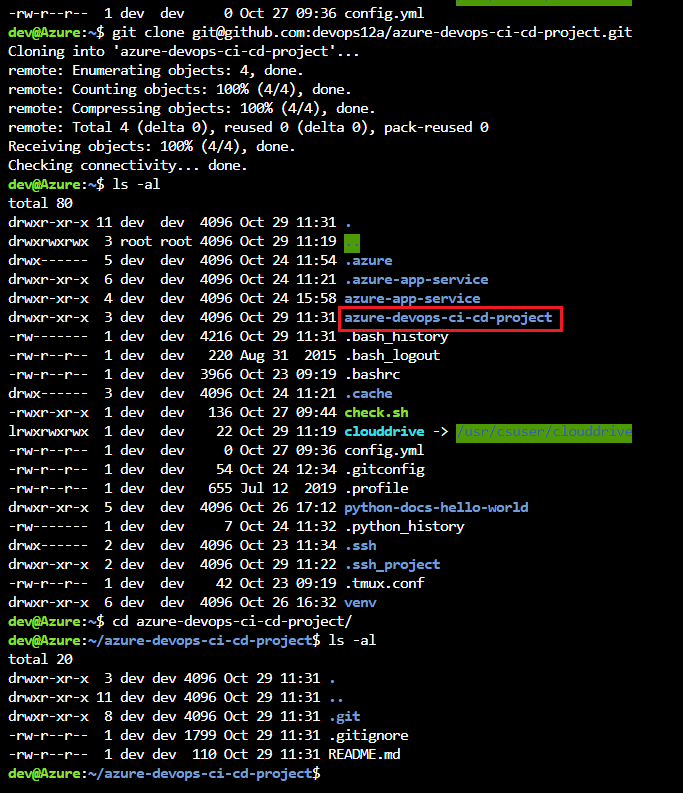 -rw-r--r--  1 dev  dev     0 Oct 27 09:36 config.yml
dev@Azure:~$ git clone git@github.com:devops12a/azure-devops-ci-cd-project.git
Cloning into 'azure-devops-ci-cd-project'...
remote: Enumerating objects: 4, done.
remote: Counting objects: 100% (4/4), done.
remote: Compressing objects: 100% (4/4), done.
remote: Total 4 (delta 0), reused 0 (delta 0), pack-reused 0
Receiving objects: 100% (4/4), done.
Checking connectivity... done.
dev@Azure:~$ ls -al
total 80
drwxr-xr-x 11 dev  dev  4096 Oct 29 11:31 .
drwxrwxrwx  3 root root 4096 Oct 29 11:19 ..
drwx------  5 dev  dev  4096 Oct 24 11:54 .azure
drwxr-xr-x  6 dev  dev  4096 Oct 24 11:21 .azure-app-service
drwxr-xr-x  4 dev  dev  4096 Oct 24 15:58 azure-app-service
drwxr-xr-x  3 dev  dev  4096 Oct 29 11:31 azure-devops-ci-cd-project
-rw-------  1 dev  dev  4216 Oct 29 11:31 .bash_history
-rw-r--r--  1 dev  dev   220 Aug 31  2015 .bash_logout
-rw-r--r--  1 dev  dev  3966 Oct 23 09:19 .bashrc
drwx------  3 dev  dev  4096 Oct 24 11:21 .cache
-rwxr-xr-x  1 dev  dev   136 Oct 27 09:44 check.sh
lrwxrwxrwx  1 dev  dev    22 Oct 29 11:19 clouddrive -> /usr/csuser/clouddrive
-rw-r--r--  1 dev  dev     0 Oct 27 09:36 config.yml
-rw-r--r--  1 dev  dev    54 Oct 24 12:34 .gitconfig
-rw-r--r--  1 dev  dev   655 Jul 12  2019 .profile
drwxr-xr-x  5 dev  dev  4096 Oct 26 17:12 python-docs-hello-world
-rw-------  1 dev  dev     7 Oct 24 11:32 .python_history
drwx------  2 dev  dev  4096 Oct 23 11:34 .ssh
drwxr-xr-x  2 dev  dev  4096 Oct 29 11:22 .ssh_project
-rw-r--r--  1 dev  dev    42 Oct 23 09:19 .tmux.conf
drwxr-xr-x  6 dev  dev  4096 Oct 26 16:32 venv
dev@Azure:~$ cd azure-devops-ci-cd-project/
dev@Azure:~/azure-devops-ci-cd-project$ ls -al
total 20
drwxr-xr-x  3 dev dev 4096 Oct 29 11:31 .
drwxr-xr-x 11 dev dev 4096 Oct 29 11:31 ..
drwxr-xr-x  8 dev dev 4096 Oct 29 11:31 .git
-rw-r--r--  1 dev dev 1799 Oct 29 11:31 .gitignore
-rw-r--r--  1 dev dev  110 Oct 29 11:31 README.md
dev@Azure:~/azure-devops-ci-cd-project$